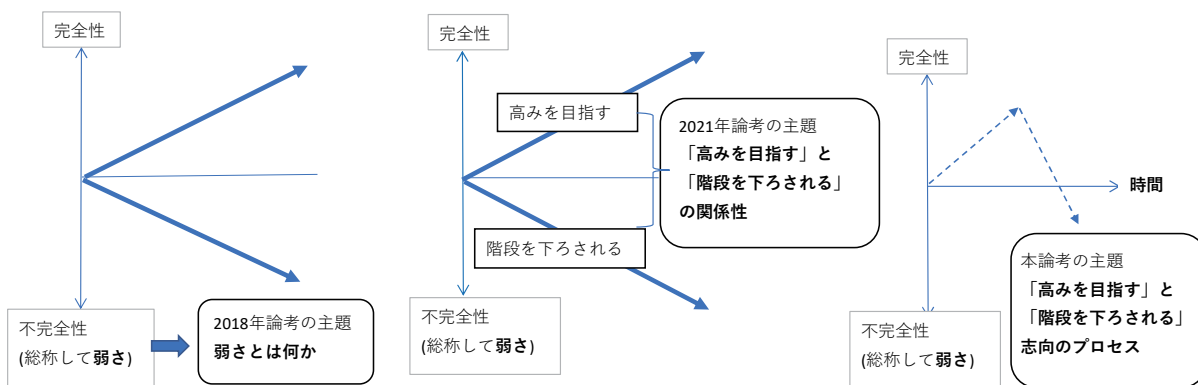 完全性
不完全性
(総称して弱さ)
2018年論考の主題
弱さとは何か
完全性
高みを目指す
階段を下ろされる
2021年論考の主題
「高みを目指す」と
「階段を下ろされる」
の関係性
不完全性
(総称して弱さ)
完全性
時間
不完全性
(総称して弱さ)
本論考の主題
「高みを目指す」と
「階段を下ろされる」
志向のプロセス